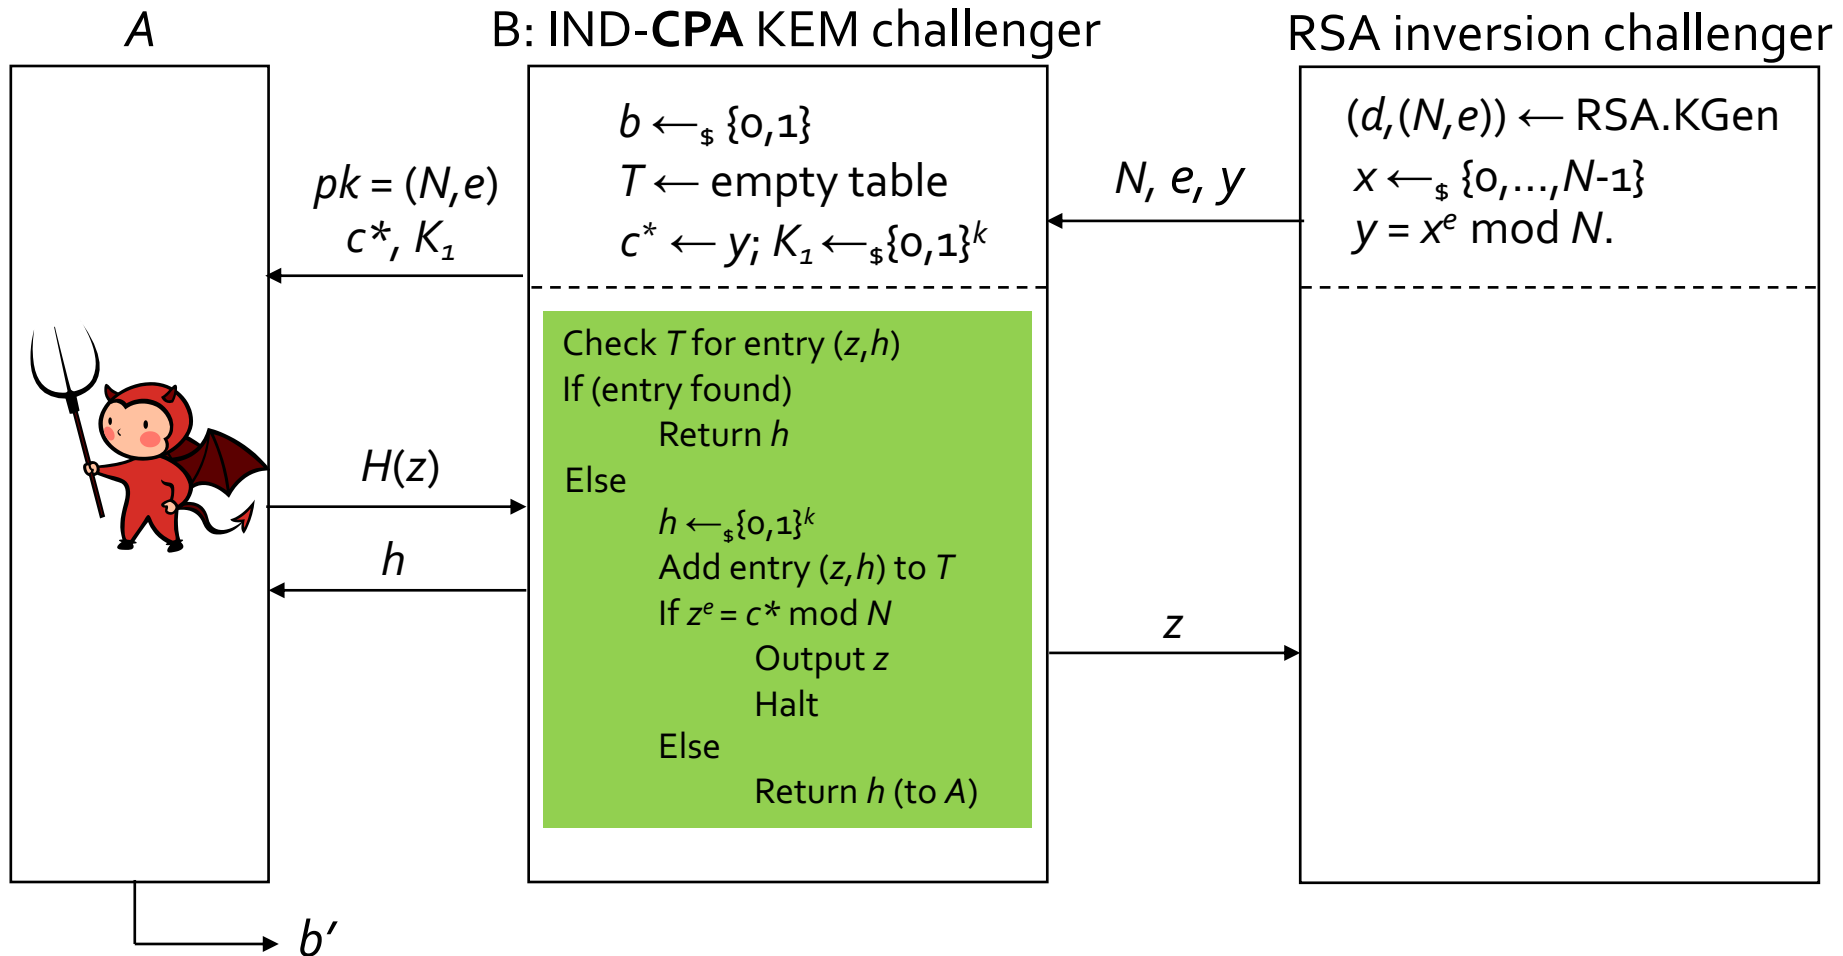 A
B: IND-CPA KEM challenger
RSA inversion challenger
b ←$ {0,1}
T ← empty table
c* ← y; K₁ ←${0,1}ᵏ
(d,(N,e)) ← RSA.KGen
x ←$ {0,…,N-1}
y = xᵉ mod N.
pk = (N,e)
c*, K₁
N, e, y
Check T for entry (z,h)
If (entry found)
Return h
Else
h ←${0,1}ᵏ
Add entry (z,h) to T
If zᵉ = c* mod N
Output z
Halt
Else
Return h (to A)
H(z)
h
z
b'